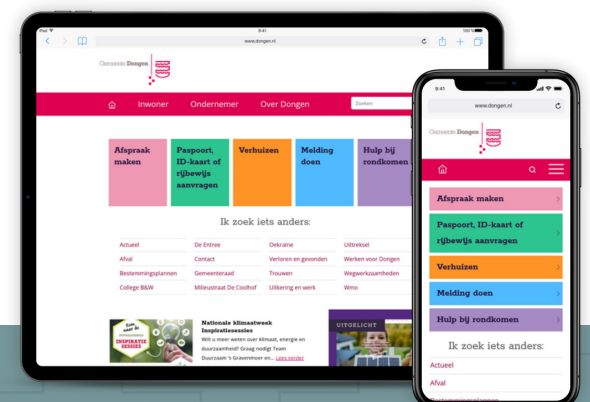 iPad
9:41
100%
www.dongen.nl
Gemeente Dongen
Inwoner Ondernemer Over Dongen Zoeken
Afspraak
maken
Paspoort,
ID-kaart of
rijbewijs
aanvragen
Verhuizen
Melding
doen
Hulp bij
rondkomen
Ik zoek iets anders:
Actueel De Entree Oekraïne Uittreksel
Afval Contact Verloren en gevonden Werken voor Dongen
Bestemmingsplannen Gemeenteraad Trouwen Wegwerkzaamheden
College B&W Milieustraat De Coolhof Uitkering en werk Wmo
INSPIRATIE
SESSIES
Nationale klimaatweek
Inspiratiesessies
Wilt u meer weten over klimaat, energie en
duurzaamheid? Graag nodigt Team
Duurzaam 's Gravenmoer en... Lees verder
UITGELICHT
9:41
www.dongen.nl
Gemeente Dongen
Afspraak maken
Paspoort, ID-kaart of
rijbewijs aanvragen
Verhuizen
Melding doen
Hulp bij rondkomen
Ik zoek iets anders:
Actueel
Afval
Bestemmingsplannen